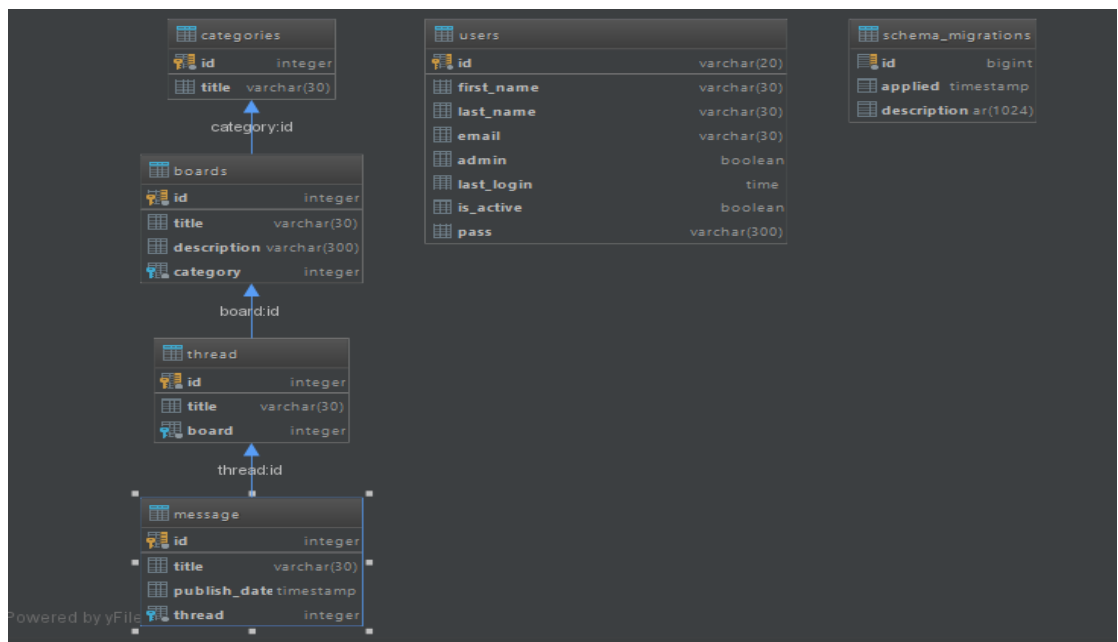 categories
id integer
title varchar(30)
category:id
boards
id integer
title varchar(30)
description varchar(300)
category integer
board:id
thread
id integer
title varchar(30)
board integer
thread:id
message
id integer
title varchar(30)
publish_date timestamp
thread integer
Powered by yFile
users
id varchar(20)
first_name varchar(30)
last_name varchar(30)
email varchar(30)
admin boolean
last_login time
is_active boolean
pass varchar(300)
schema_migrations
id bigint
applied timestamp
description ar(1024)